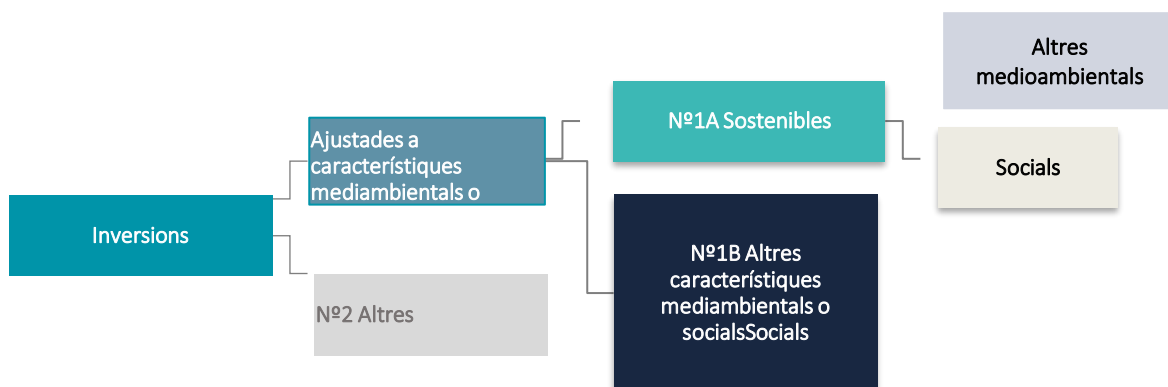 Inversions
Ajustades a
característiques
mediambientals o
Nº2 Altres
Nº1A Sostenibles
Nº1B Altres
característiques
mediambientals o
socialsSocials
Altres
medioambientals
Socials